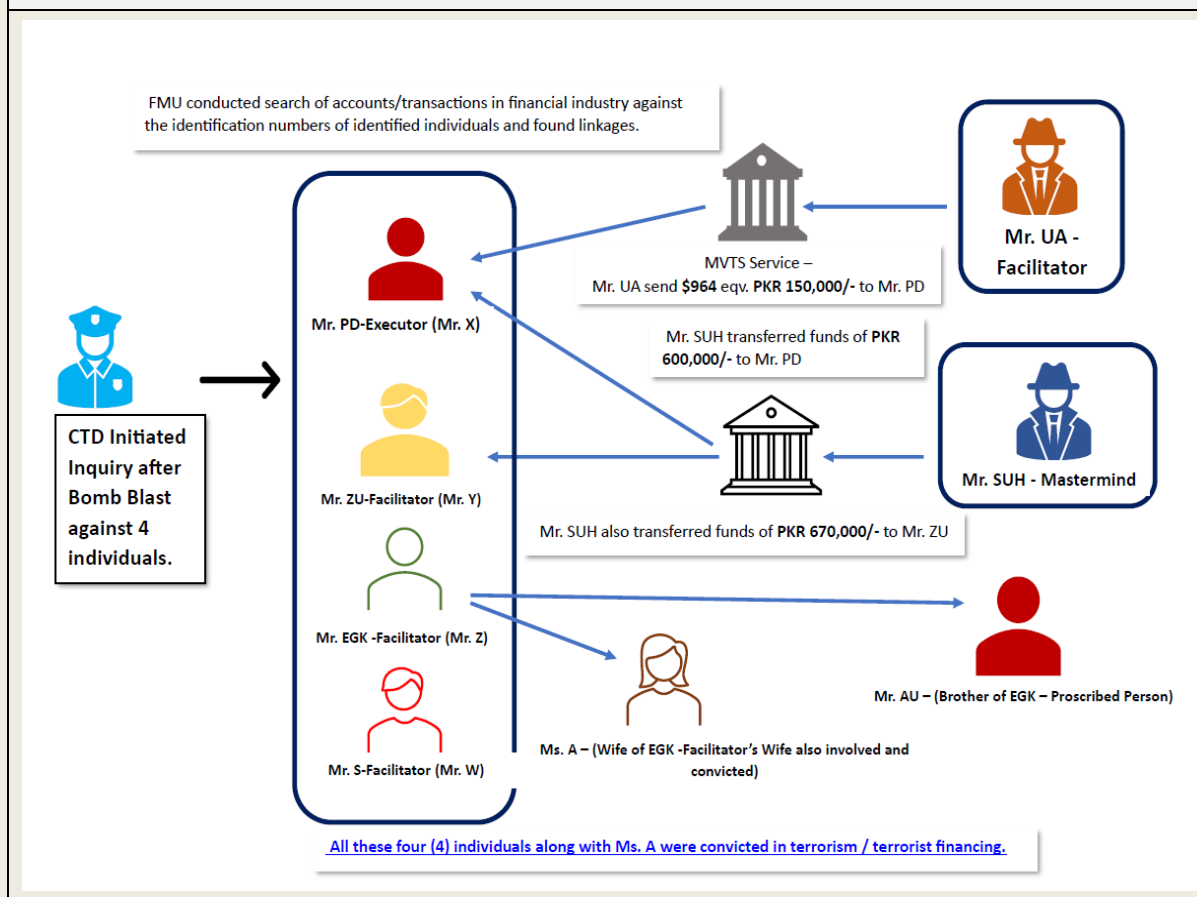 FMU conducted search of accounts/transactions in financial industry against
the identification numbers of identified individuals and found linkages.
Mr. UA -
Facilitator
MVTS Service –
Mr. UA send $964 eqv. PKR 150,000/- to Mr. PD
Mr. PD-Executor (Mr. X)
Mr. SUH transferred funds of PKR
600,000/- to Mr. PD
CTD Initiated
Inquiry after
Bomb Blast
against 4
individuals.
Mr. SUH - Mastermind
Mr. ZU-Facilitator (Mr. Y)
Mr. SUH also transferred funds of PKR 670,000/- to Mr. ZU
Mr. EGK -Facilitator (Mr. Z)
Mr. AU – (Brother of EGK – Proscribed Person)
Ms. A – (Wife of EGK -Facilitator's Wife also involved and
convicted)
Mr. S-Facilitator (Mr. W)
All these four (4) individuals along with Ms. A were convicted in terrorism / terrorist financing.